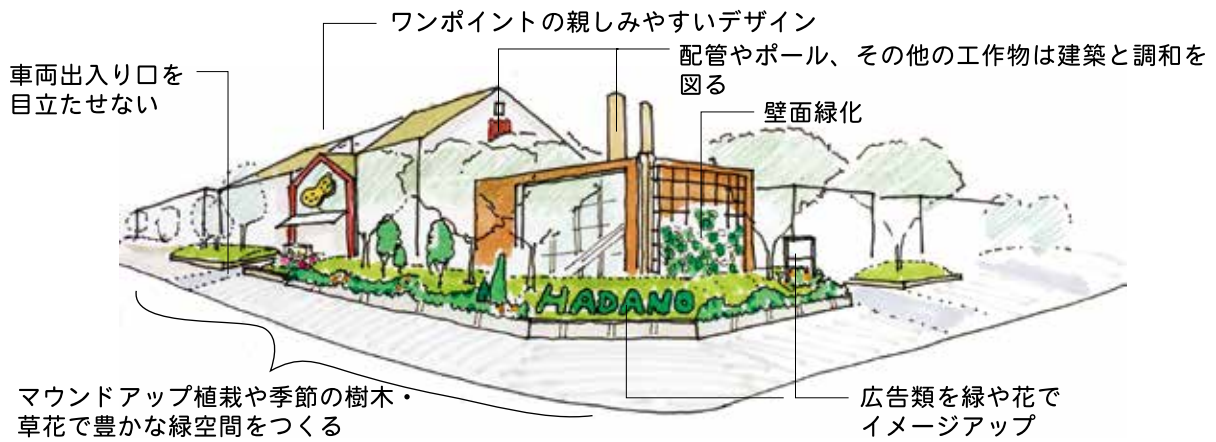 ワンポイントの親しみやすいデザイン
配管やポール、その他の工作物は建築と調和を
図る
車両出入り口を
目立たせない
壁面緑化
HADANO
マウンドアップ植栽や季節の樹木・
草花で豊かな緑空間をつくる
広告類を緑や花で
イメージアップ